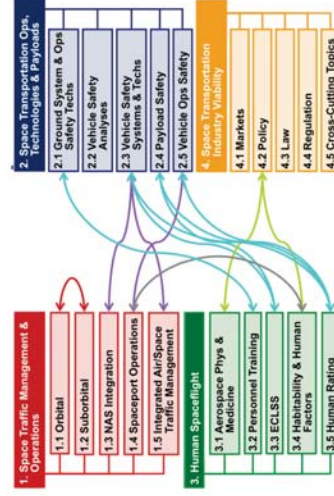 1. Space Traffic Management &
Operations
1.1 Orbital
1.2 Suborbital
1.3 NAS Integration
1.4 Spaceport Operations
1.5 Integrated Air/Space
Traffic Management
2. Space Transportation Ops,
Technologies & Payloads
2.1 Ground System & Ops
Safety Techs
2.2 Vehicle Safety
Analyses
2.3 Vehicle Safety
Systems & Techs
2.4 Payload Safety
2.5 Vehicle Ops Safety
3. Human Spaceflight
3.1 Aerospace Phys &
Medicine
3.2 Personnel Training
3.3 ECLSS
3.4 Habitability & Human
Factors
3.5 Human Rating
4. Space Transportation
Industry Viability
4.1 Markets
4.2 Policy
4.3 Law
4.4 Regulation
4.5 Cross-Cutting Topics